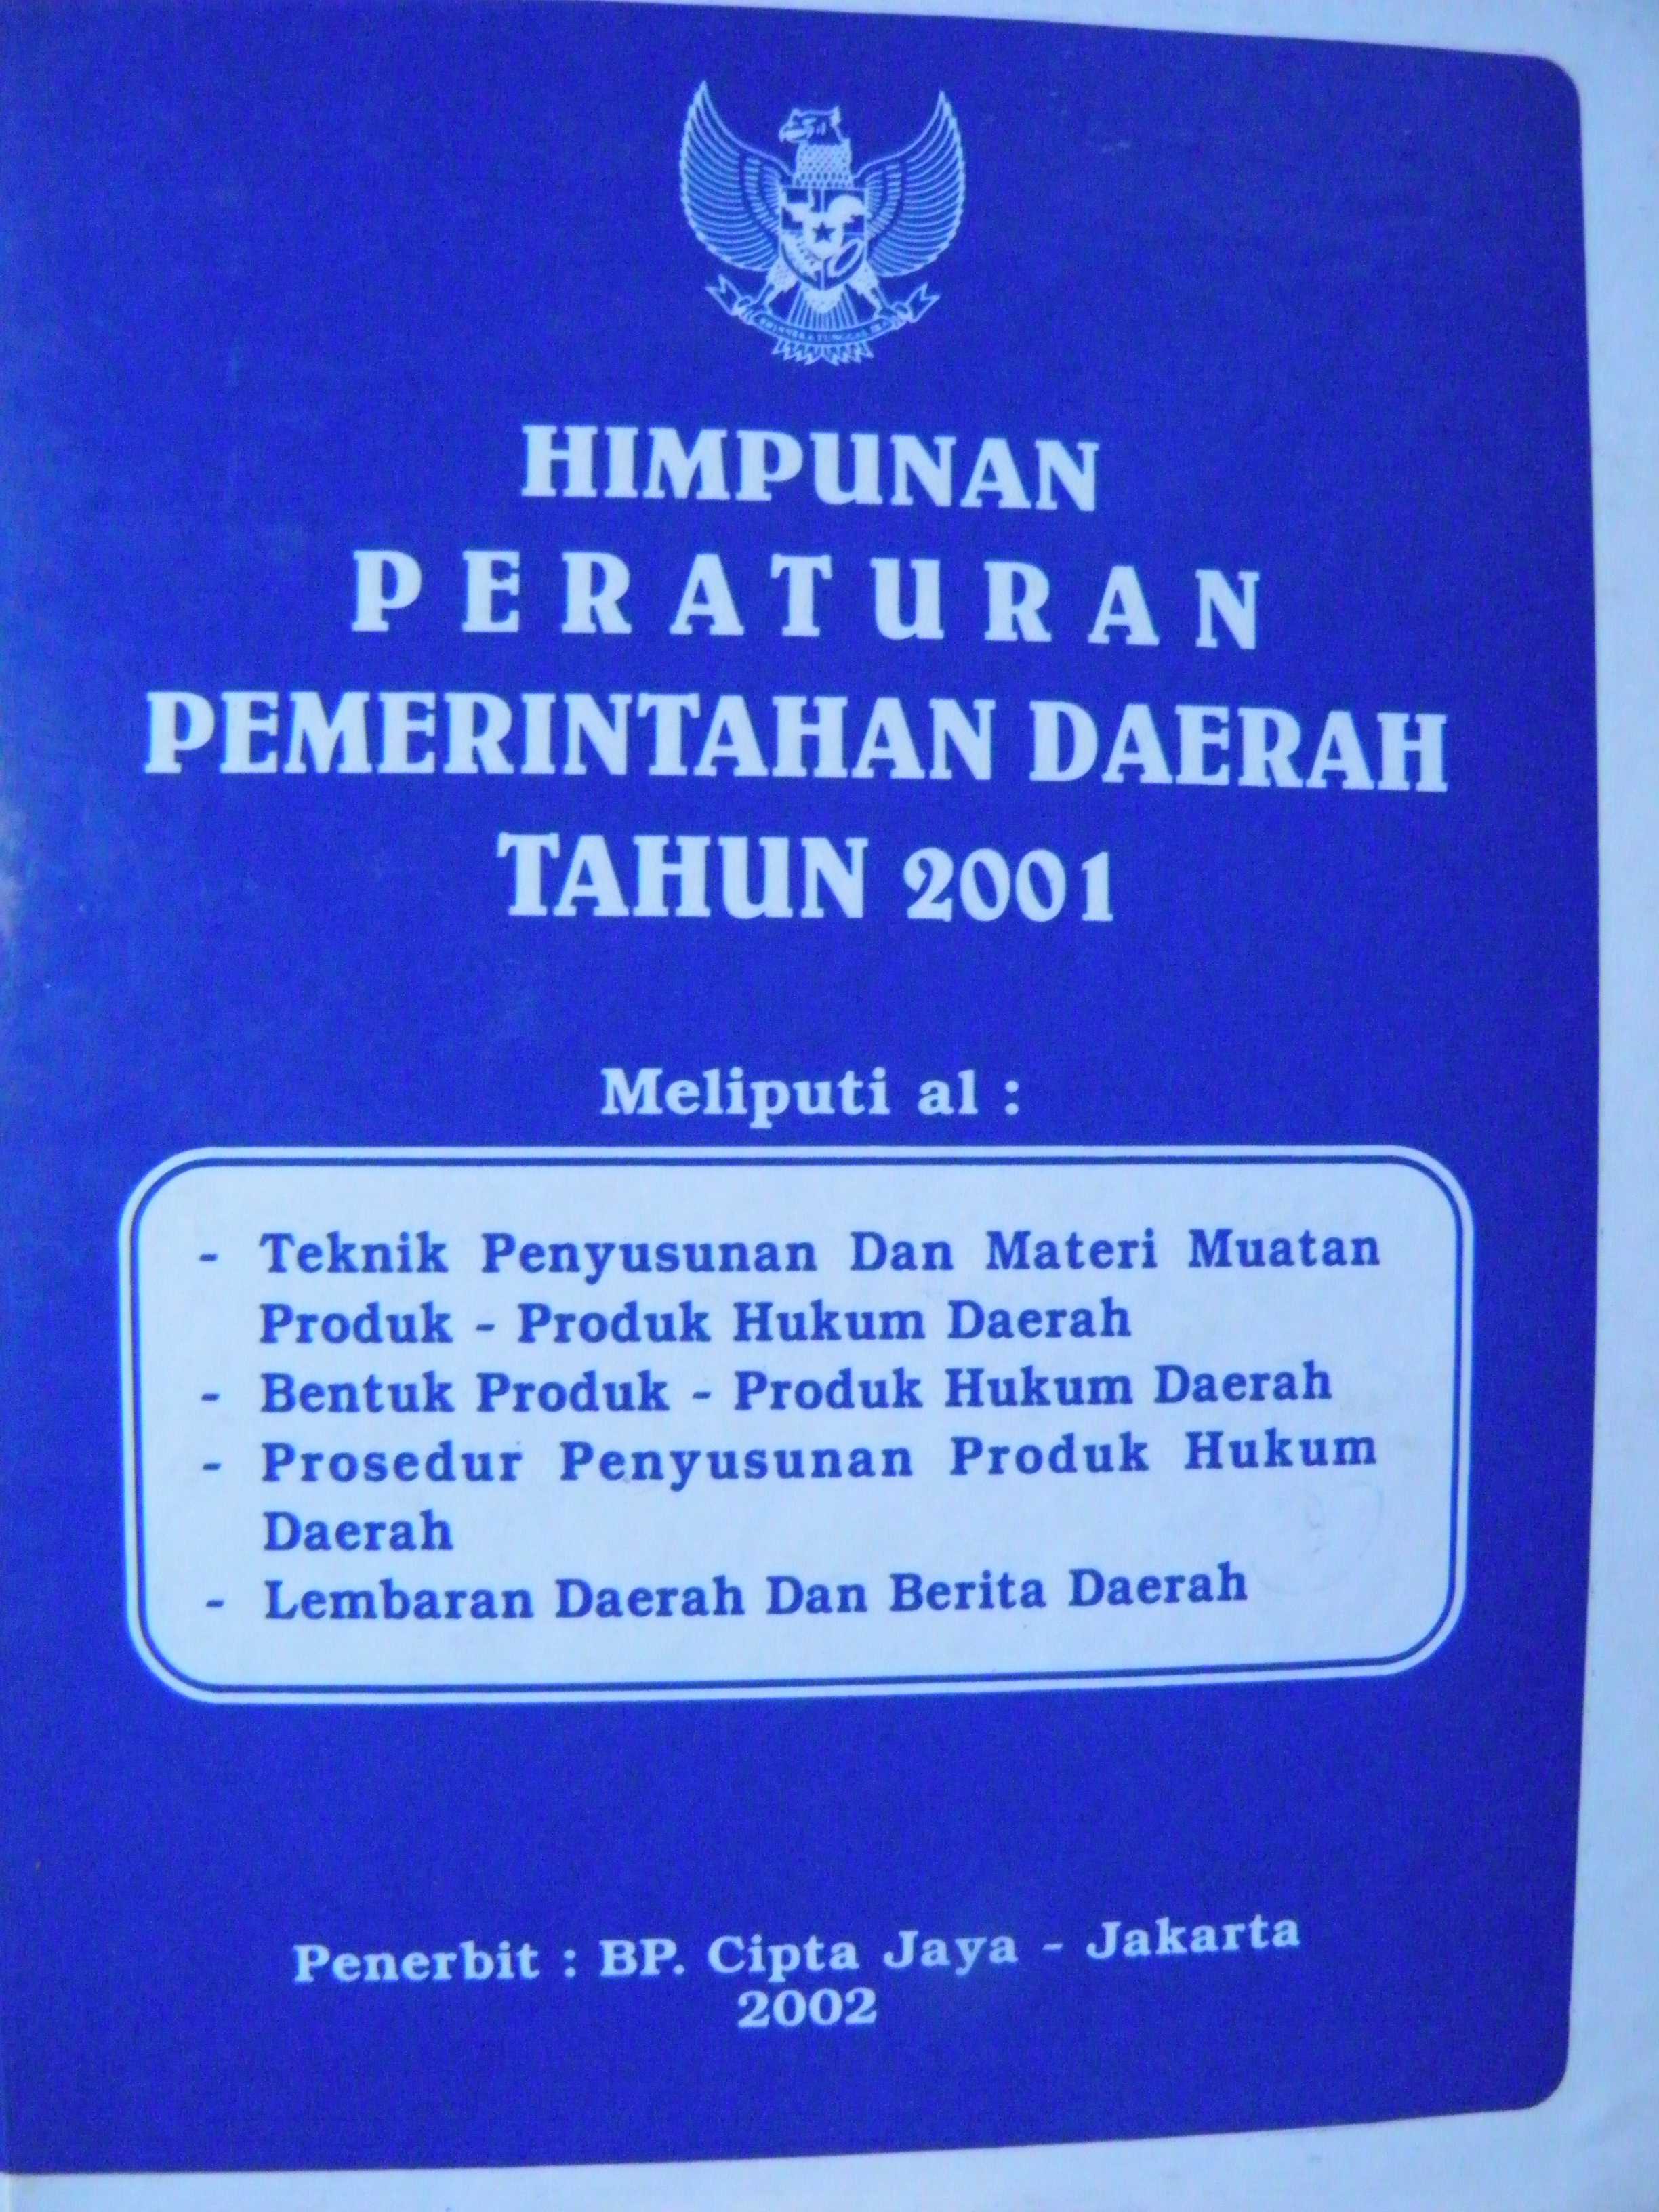 HIMPUNAN
PERATURAN
PEMERINTAHAN DAERAH
TAHUN 2001
Meliputi al :
- Teknik Penyusunan Dan Materi Muatan
Produk - Produk Hukum Daerah
- Bentuk Produk - Produk Hukum Daerah
- Prosedur Penyusunan Produk Hukum
Daerah
- Lembaran Daerah Dan Berita Daerah
Penerbit : BP. Cipta Jaya - Jakarta
2002